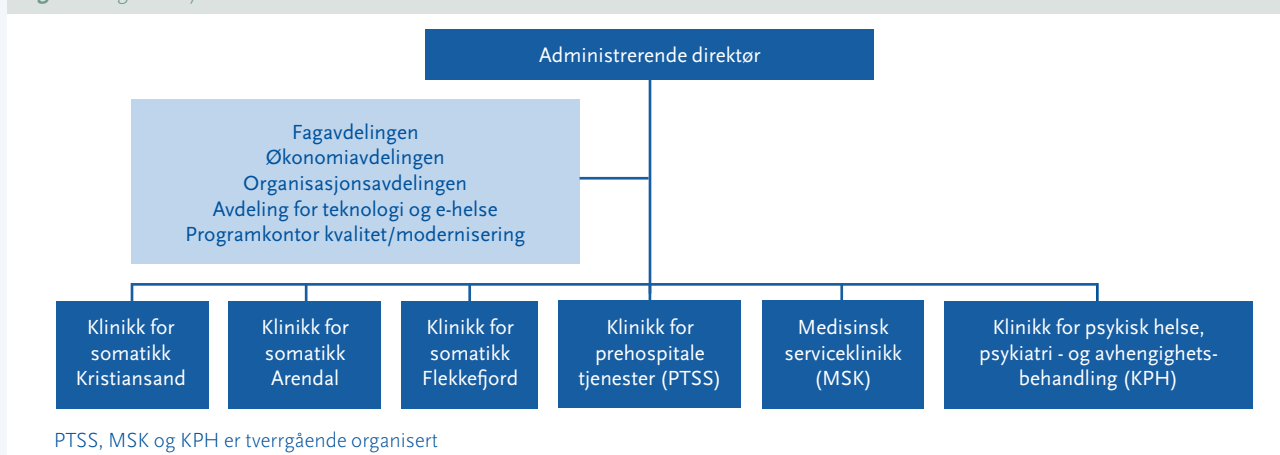 Administrerende direktør
Fagavdelingen
Økonomiavdelingen
Organisasjonsavdelingen
Avdeling for teknologi og e-helse
Programkontor kvalitet/modernisering
Klinikk for
somatikk
Kristiansand
Klinikk for
somatikk
Arendal
Klinikk for
somatikk
Flekkefjord
Klinikk for
prehospitale
tjenester (PTSS)
Medisinsk
serviceklinikk
(MSK)
Klinikk for psykisk helse,
psykiatri - og avhengighets-
behandling (KPH)
PTSS, MSK og KPH er tverrgående organisert